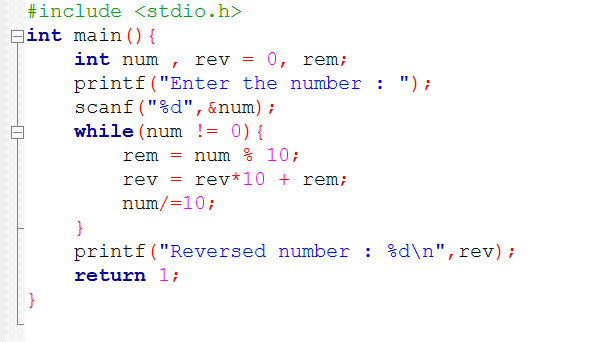 #include <stdio.h>
int main(){
    int num , rev = 0, rem;
    printf("Enter the number : ");
    scanf("%d",&num);
    while(num != 0){
        rem = num % 10;
        rev = rev*10 + rem;
        num/=10;
    }
    printf("Reversed number : %d\n",rev);
    return 1;
}